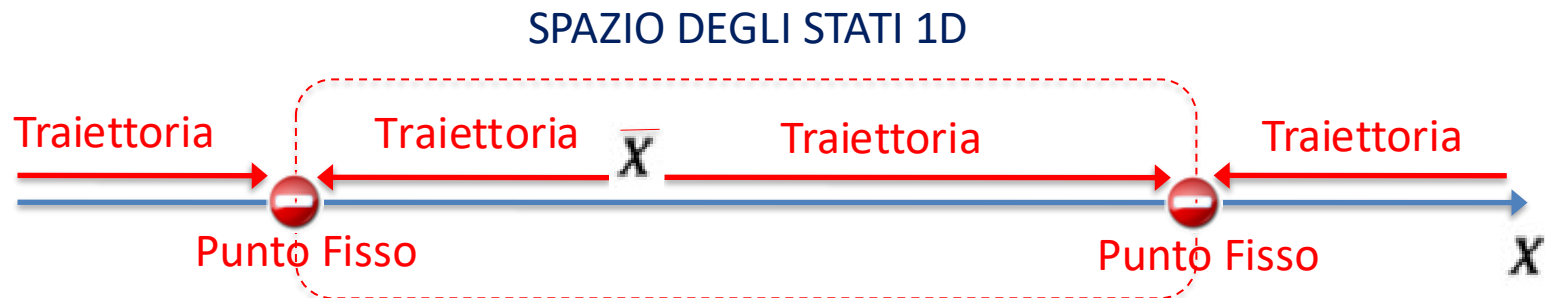 SPAZIO DEGLI STATI 1D
Traiettoria Traiettoria X̅ Traiettoria Traiettoria
Punto Fisso Punto Fisso X